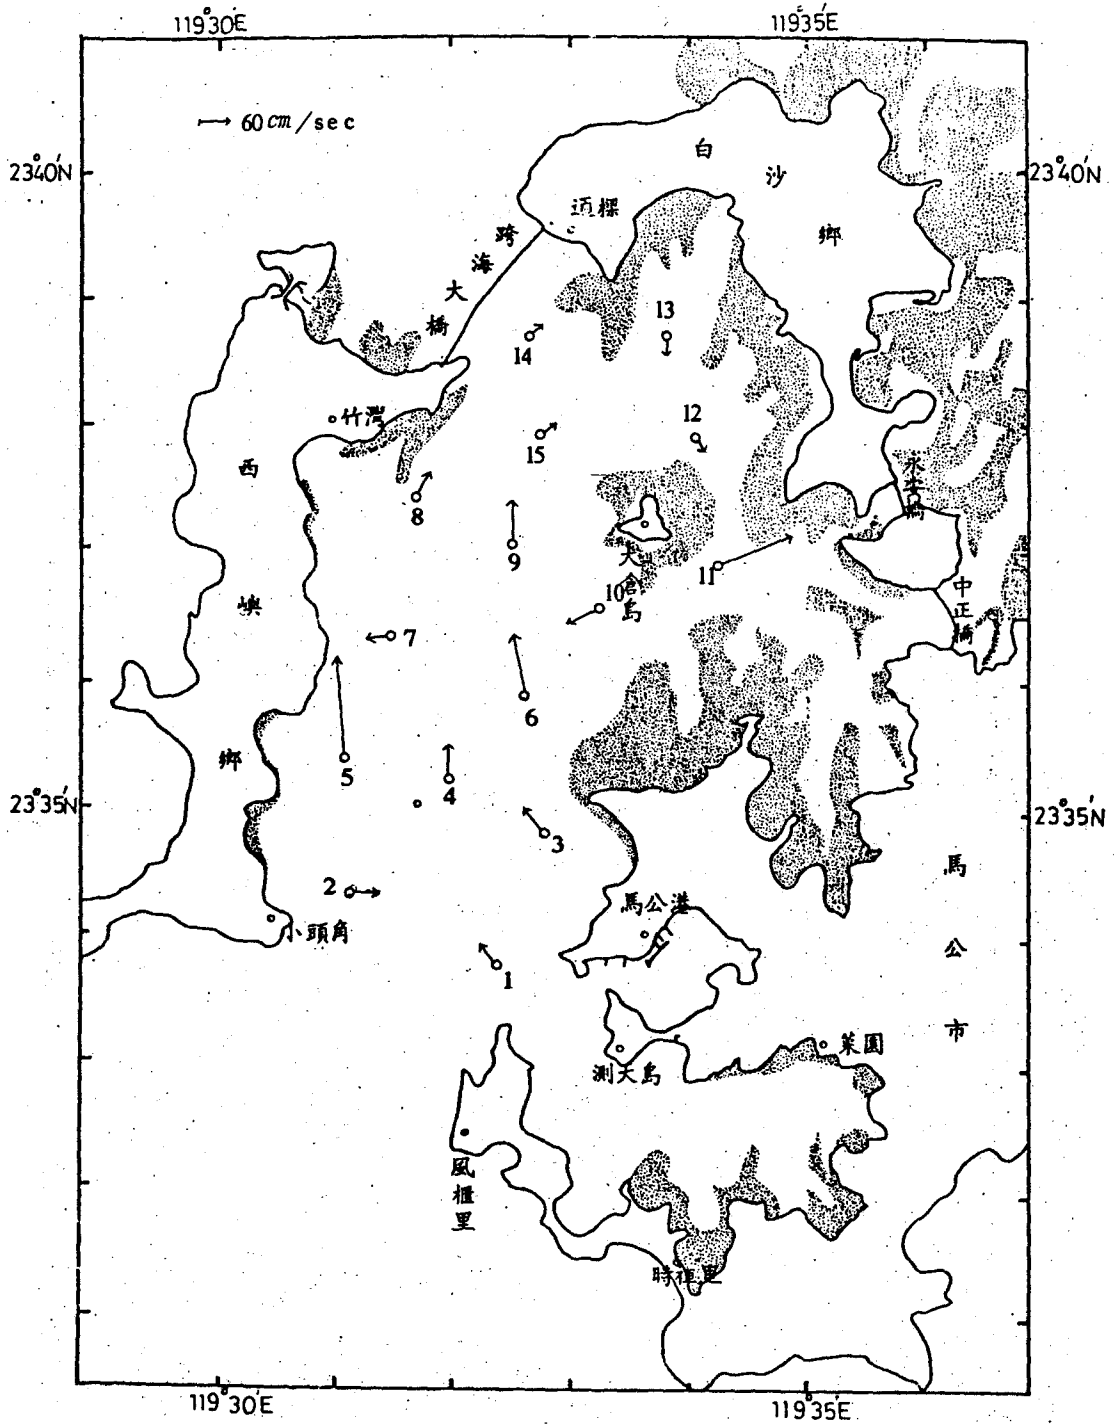 119°30'E
119°35'E
60 cm/sec
23°40'N
23°40'N
白沙鄉
通樑
跨海大橋
13
14
竹灣
12
15
西嶼鄉
8
永安橋
9
大倉島
11
10
中正橋
7
6
5
4
23°35'N
23°35'N
3
馬公市
2
馬公港
小頭角
1
菜園
測天島
風櫃里
時裡里
119°30'E
119°35'E